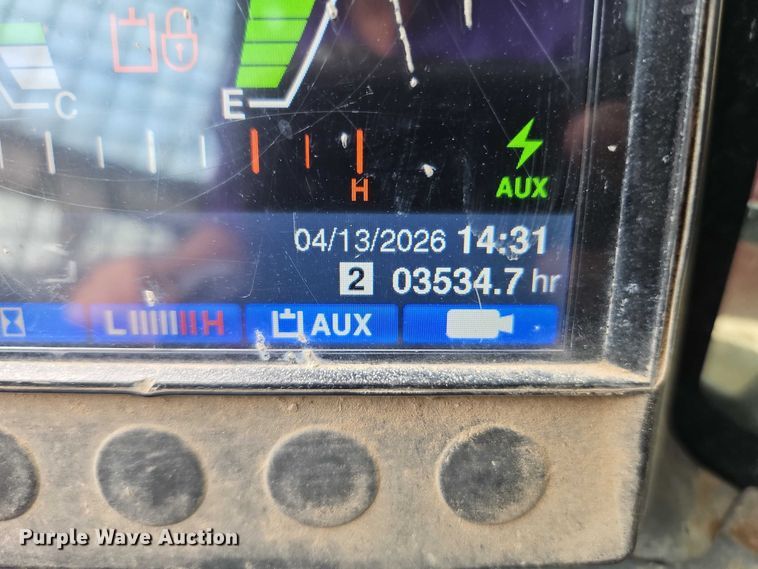 C
E
H
AUX
04/13/2026 14:31
2 03534.7 hr
L H AUX
Purple Wave Auction